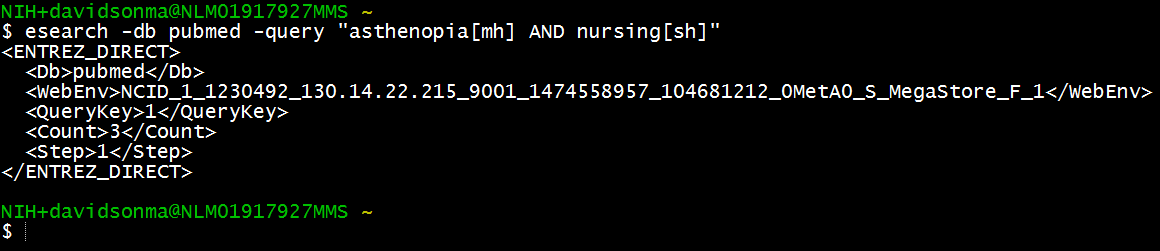 NIH+davidsonma@NLM01917927MMS ~
$ esearch -db pubmed -query "asthenopia[mh] AND nursing[sh]"
<ENTREZ_DIRECT>
  <Db>pubmed</Db>
  <WebEnv>NCID_1_1230492_130.14.22.215_9001_1474558957_104681212_0MetA0_S_MegaStore_F_1</WebEnv>
  <QueryKey>1</QueryKey>
  <Count>3</Count>
  <Step>1</Step>
</ENTREZ_DIRECT>
NIH+davidsonma@NLM01917927MMS ~
$